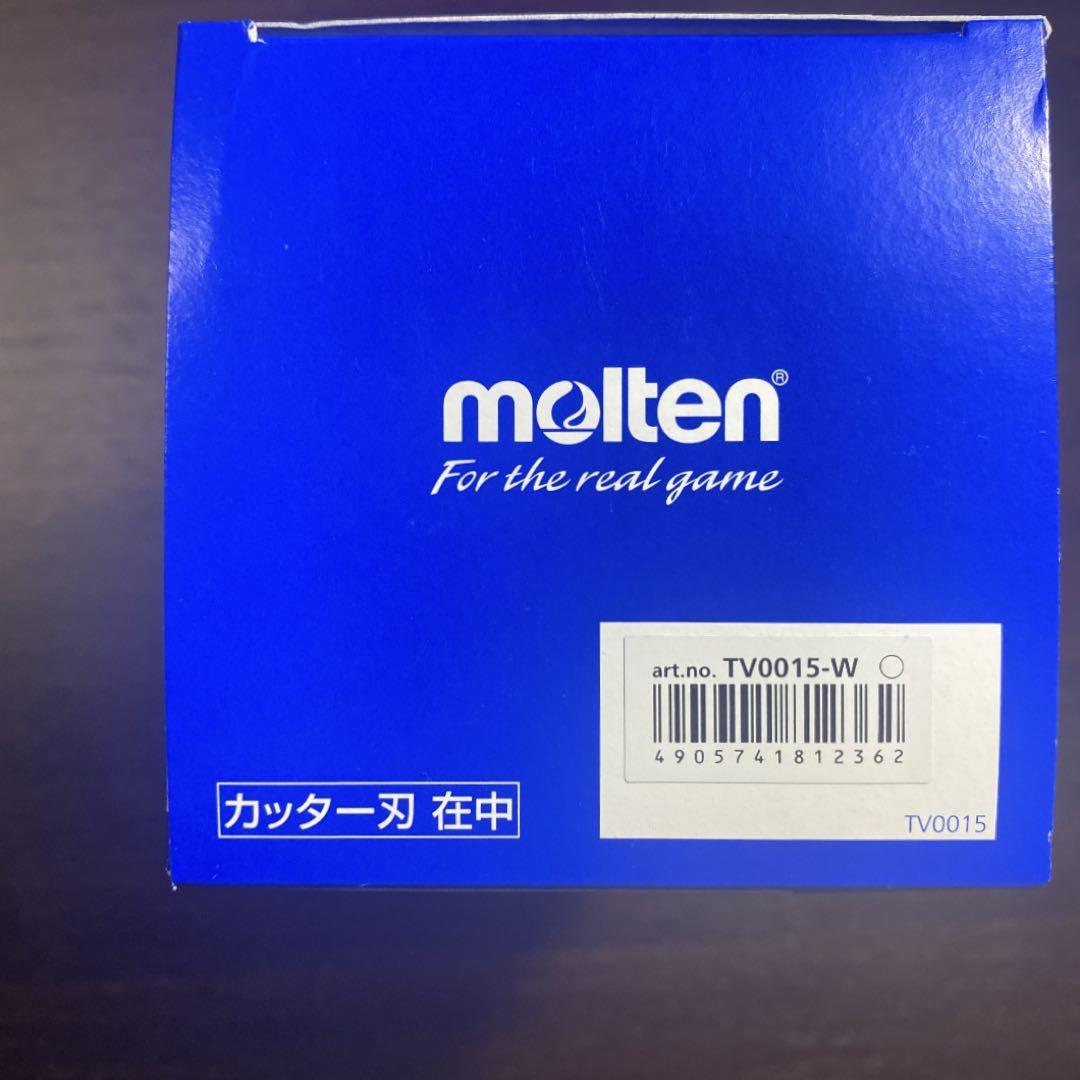 molten®
For the real game
art.no. TV0015-W
4905741812362
カッター刃 在中
TV0015